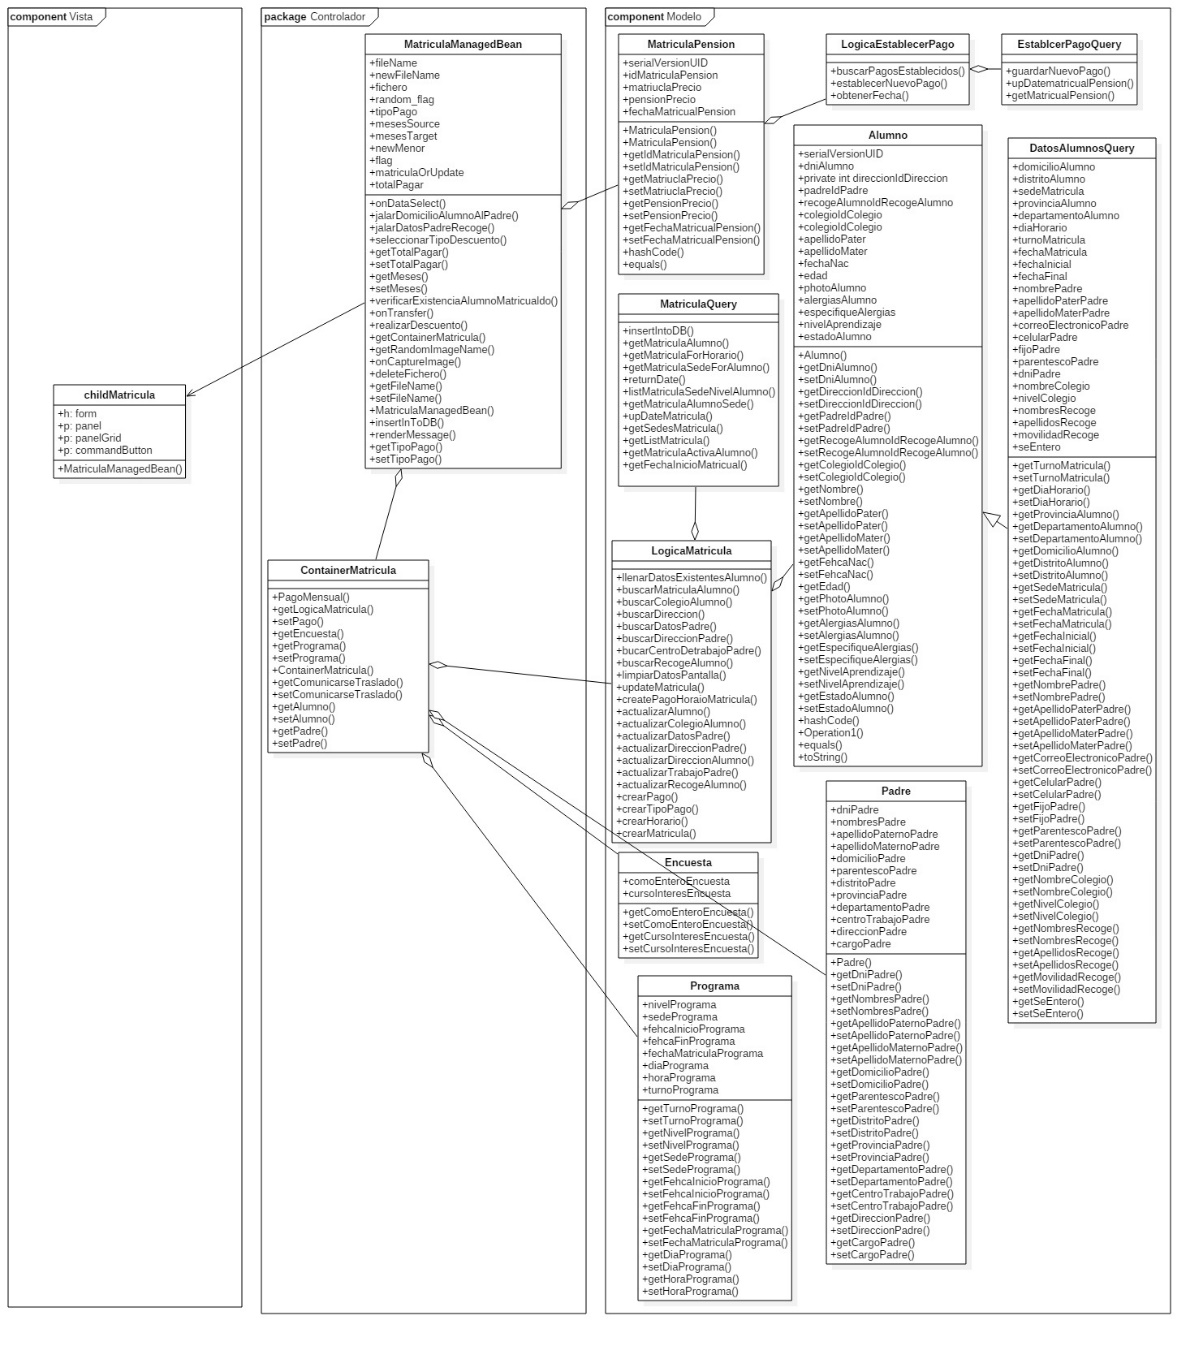 component Vista
childMatricula
+h: form
+p: panel
+p: panelGrid
+p: commandButton
+MatriculaManagedBean()
package Controlador
MatriculaManagedBean
+fileName
+newFileName
+fichero
+random_flag
+tipoPago
+mesesSource
+mesesTarget
+newMenor
+flag
+matriculaOrUpdate
+totalPagar
+onDataSelect()
+jalarDomicilioAlumnoAlPadre()
+jalarDatosPadreRecoge()
+seleccionarTipoDescuento()
+getTotalPagar()
+setTotalPagar()
+getMeses()
+setMeses()
+verificarExistenciaAlumnoMatricualdo()
+onTransfer()
+realizarDescuento()
+getContainerMatricula()
+getRandomImageName()
+onCaptureImage()
+deleteFichero()
+getFileName()
+setFileName()
+MatriculaManagedBean()
+insertInToDB()
+renderMessage()
+getTipoPago()
+setTipoPago()
ContainerMatricula
+PagoMensual()
+getLogicaMatricula()
+setPago()
+getEncuesta()
+getPrograma()
+setPrograma()
+ContainerMatricula()
+getComunicarseTraslado()
+setComunicarseTraslado()
+getAlumno()
+setAlumno()
+getPadre()
+setPadre()
component Modelo
MatriculaPension
+serialVersionUID
+idMatriculaPension
+matriuclaPrecio
+pensionPrecio
+fechaMatricualPension
+MatriculaPension()
+MatriculaPension()
+getIdMatriculaPension()
+setIdMatriculaPension()
+getMatriuclaPrecio()
+setMatriuclaPrecio()
+getPensionPrecio()
+setPensionPrecio()
+getFechaMatricualPension()
+setFechaMatricualPension()
+hashCode()
+equals()
MatriculaQuery
+insertIntoDB()
+getMatriculaAlumno()
+getMatriculaForHorario()
+getMatriculaSedeForAlumno()
+returnDate()
+listMatriculaSedeNivelAlumno()
+getMatriculaAlumnoSede()
+upDateMatricula()
+getSedesMatricula()
+getListMatricula()
+getMatriculaActivaAlumno()
+getFechaInicioMatricual()
LogicaMatricula
+llenarDatosExistentesAlumno()
+buscarMatriculaAlumno()
+buscarColegioAlumno()
+buscarDireccion()
+buscarDatosPadre()
+buscarDireccionPadre()
+bucarCentroDetrabajoPadre()
+buscarRecogeAlumno()
+limpiarDatosPantalla()
+updateMatricula()
+createPagoHoraioMatricula()
+actualizarAlumno()
+actualizarColegioAlumno()
+actualizarDatosPadre()
+actualizarDireccionPadre()
+actualizarDireccionAlumno()
+actualizarTrabajoPadre()
+actualizarRecogeAlumno()
+crearPago()
+crearTipoPago()
+crearHorario()
+crearMatricula()
Encuesta
+comoEnteroEncuesta
+cursoInteresEncuesta
+getComoEnteroEncuesta()
+setComoEnteroEncuesta()
+getCursoInteresEncuesta()
+setCursoInteresEncuesta()
Programa
+nivelPrograma
+sedePrograma
+fehcaInicioPrograma
+fehcaFinPrograma
+fechaMatriculaPrograma
+diaPrograma
+horaPrograma
+turnoPrograma
+getTurnoPrograma()
+setTurnoPrograma()
+getNivelPrograma()
+setNivelPrograma()
+getSedePrograma()
+setSedePrograma()
+getFehcaInicioPrograma()
+setFehcaInicioPrograma()
+getFehcaFinPrograma()
+setFehcaFinPrograma()
+getFechaMatriculaPrograma()
+setFechaMatriculaPrograma()
+getDiaPrograma()
+setDiaPrograma()
+getHoraPrograma()
+setHoraPrograma()
LogicaEstablecerPago
+buscarPagosEstablecidos()
+establecerNuevoPago()
+obtenerFecha()
EstablcerPagoQuery
+guardarNuevoPago()
+upDatematricualPension()
+getMatricualPension()
Alumno
+serialVersionUID
+dniAlumno
+private int direccionIdDireccion
+padreIdPadre
+recogeAlumnoIdRecogeAlumno
+colegioIdColegio
+colegioIdColegio
+apellidoPater
+apellidoMater
+fechaNac
+edad
+photoAlumno
+alergiasAlumno
+especifiqueAlergias
+nivelAprendizaje
+estadoAlumno
+Alumno()
+getDniAlumno()
+setDniAlumno()
+getDireccionIdDireccion()
+setDireccionIdDireccion()
+getPadreIdPadre()
+setPadreIdPadre()
+getRecogeAlumnoIdRecogeAlumno()
+setRecogeAlumnoIdRecogeAlumno()
+getColegioIdColegio()
+setColegioIdColegio()
+getNombre()
+setNombre()
+getApellidoPater()
+setApellidoPater()
+getApellidoMater()
+setApellidoMater()
+getFehcaNac()
+setFehcaNac()
+getEdad()
+getPhotoAlumno()
+setPhotoAlumno()
+getAlergiasAlumno()
+setAlergiasAlumno()
+getEspecifiqueAlergias()
+setEspecifiqueAlergias()
+getNivelAprendizaje()
+setNivelAprendizaje()
+getEstadoAlumno()
+setEstadoAlumno()
+hashCode()
+Operation1()
+equals()
+toString()
Padre
+dniPadre
+nombresPadre
+apellidoPaternoPadre
+apellidoMaternoPadre
+domicilioPadre
+parentescoPadre
+distritoPadre
+provinciaPadre
+departamentoPadre
+centroTrabajoPadre
+direccionPadre
+cargoPadre
+Padre()
+getDniPadre()
+setDniPadre()
+getNombresPadre()
+setNombresPadre()
+getApellidoPaternoPadre()
+setApellidoPaternoPadre()
+getApellidoMaternoPadre()
+setApellidoMaternoPadre()
+getDomicilioPadre()
+setDomicilioPadre()
+getParentescoPadre()
+setParentescoPadre()
+getDistritoPadre()
+setDistritoPadre()
+getProvinciaPadre()
+setProvinciaPadre()
+getDepartamentoPadre()
+setDepartamentoPadre()
+getCentroTrabajoPadre()
+setCentroTrabajoPadre()
+getDireccionPadre()
+setDireccionPadre()
+getCargoPadre()
+setCargoPadre()
DatosAlumnosQuery
+domicilioAlumno
+distritoAlumno
+sedeMatricula
+provinciaAlumno
+departamentoAlumno
+diaHorario
+turnoMatricula
+fechaMatricula
+fechaInicial
+fechaFinal
+nombrePadre
+apellidoPaterPadre
+apellidoMaterPadre
+correoElectronicoPadre
+celularPadre
+fijoPadre
+parentescoPadre
+dniPadre
+nombreColegio
+nivelColegio
+nombresRecoge
+apellidosRecoge
+movilidadRecoge
+seEntero
+getTurnoMatricula()
+setTurnoMatricula()
+getDiaHorario()
+setDiaHorario()
+getProvinciaAlumno()
+getDepartamentoAlumno()
+setDepartamentoAlumno()
+getDomicilioAlumno()
+getDistritoAlumno()
+setDistritoAlumno()
+getSedeMatricula()
+setSedeMatricula()
+getFechaMatricula()
+setFechaMatricula()
+getFechaInicial()
+setFechaInicial()
+getFechaFinal()
+setFechaFinal()
+getNombrePadre()
+setNombrePadre()
+getApellidoPaterPadre()
+setApellidoPaterPadre()
+getApellidoMaterPadre()
+setApellidoMaterPadre()
+getCorreoElectronicoPadre()
+setCorreoElectronicoPadre()
+getCelularPadre()
+setCelularPadre()
+getFijoPadre()
+setFijoPadre()
+getParentescoPadre()
+setParentescoPadre()
+getDniPadre()
+setDniPadre()
+getNombreColegio()
+setNombreColegio()
+getNivelColegio()
+setNivelColegio()
+getNombresRecoge()
+setNombresRecoge()
+getApellidosRecoge()
+setApellidosRecoge()
+getMovilidadRecoge()
+setMovilidadRecoge()
+getSeEntero()
+setSeEntero()